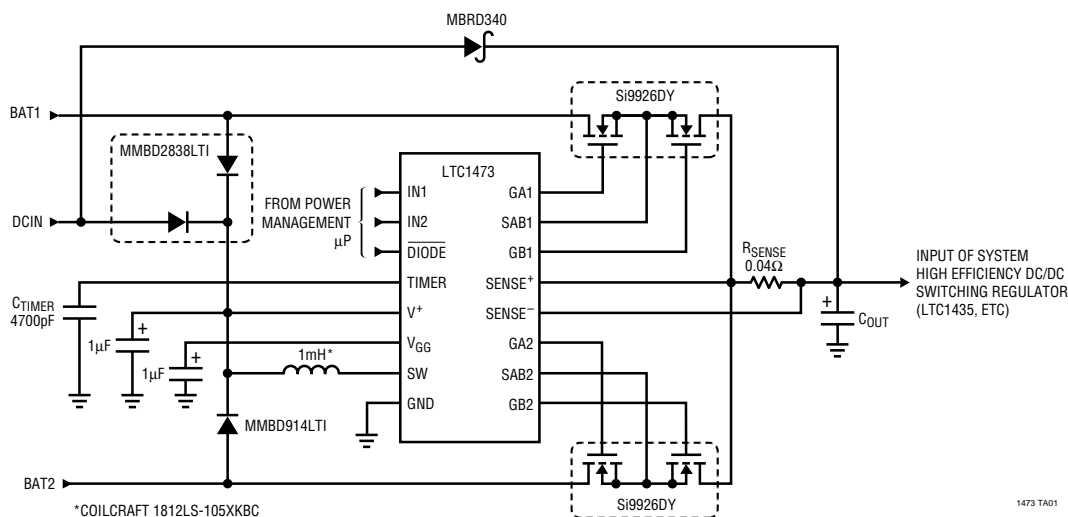 MBRD340
Si9926DY
BAT1
MMBD2838LTI
LTC1473
DCIN
FROM POWER
MANAGEMENT
µP
IN1
IN2
DIODE
TIMER
V+
VGG
SW
GND
GA1
SAB1
GB1
SENSE+
SENSE–
GA2
SAB2
GB2
RSENSE
0.04Ω
INPUT OF SYSTEM
HIGH EFFICIENCY DC/DC
SWITCHING REGULATOR
(LTC1435, ETC)
+
COUT
CTIMER
4700pF
+
1µF
+
1µF
1mH*
MMBD914LTI
BAT2
Si9926DY
*COILCRAFT 1812LS-105XKBC
1473 TA01